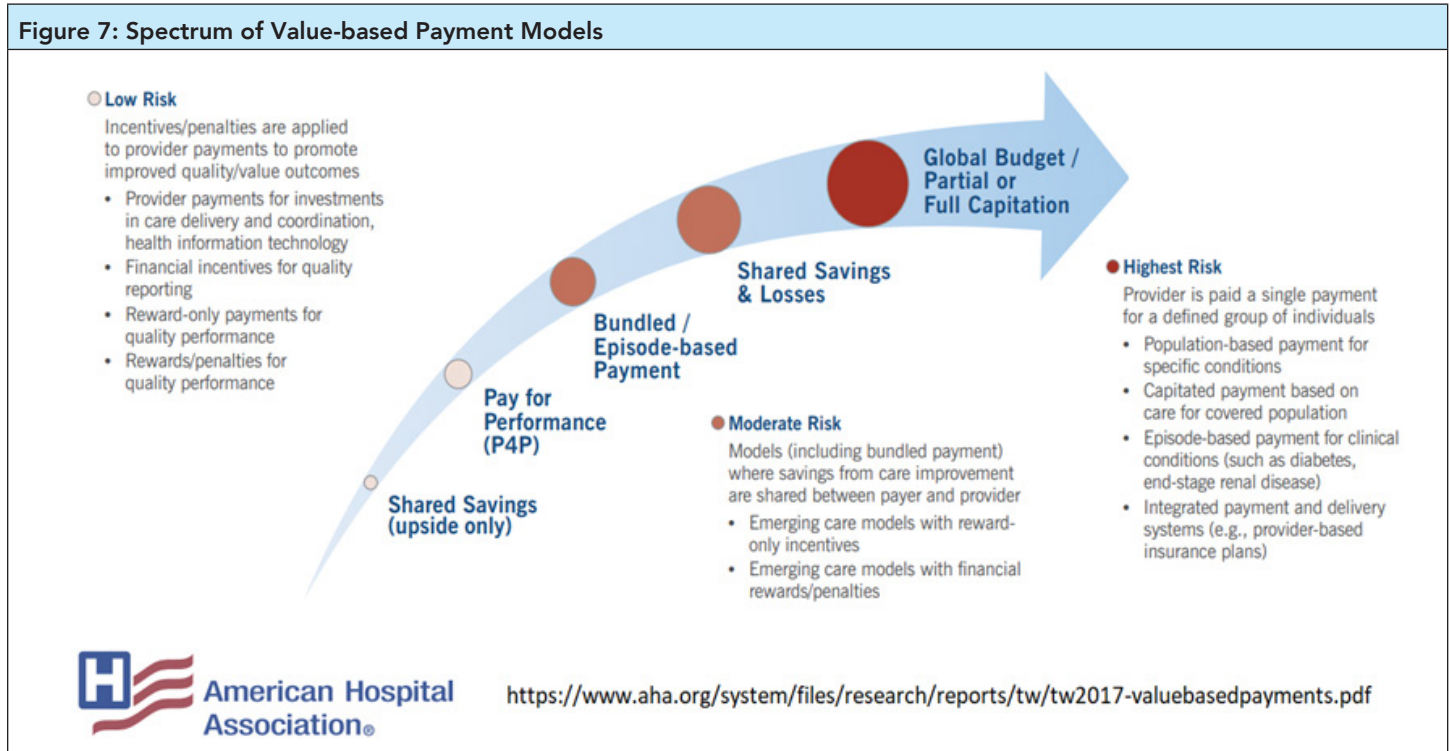 Figure 7: Spectrum of Value-based Payment Models
Low Risk
Incentives/penalties are applied
to provider payments to promote
improved quality/value outcomes
• Provider payments for investments
in care delivery and coordination,
health information technology
• Financial incentives for quality
reporting
• Reward-only payments for
quality performance
• Rewards/penalties for
quality performance
Shared Savings
(upside only)
Pay for
Performance
(P4P)
Bundled /
Episode-based
Payment
Shared Savings
& Losses
Global Budget /
Partial or
Full Capitation
Moderate Risk
Models (including bundled payment)
where savings from care improvement
are shared between payer and provider
• Emerging care models with reward-
only incentives
• Emerging care models with financial
rewards/penalties
Highest Risk
Provider is paid a single payment
for a defined group of individuals
• Population-based payment for
specific conditions
• Capitated payment based on
care for covered population
• Episode-based payment for clinical
conditions (such as diabetes,
end-stage renal disease)
• Integrated payment and delivery
systems (e.g., provider-based
insurance plans)
H
American Hospital
Association®
https://www.aha.org/system/files/research/reports/tw/tw2017-valuebasedpayments.pdf